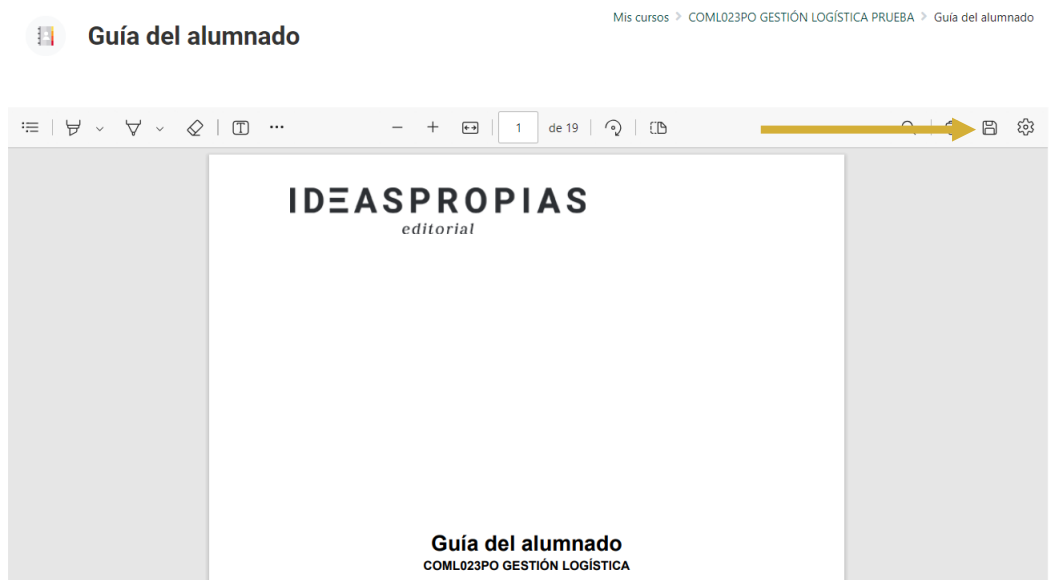 Mis cursos > COML023PO GESTIÓN LOGÍSTICA PRUEBA > Guía del alumnado
Guía del alumnado
1 de 19
IDEASPROPIAS
editorial
Guía del alumnado
COML023PO GESTIÓN LOGÍSTICA